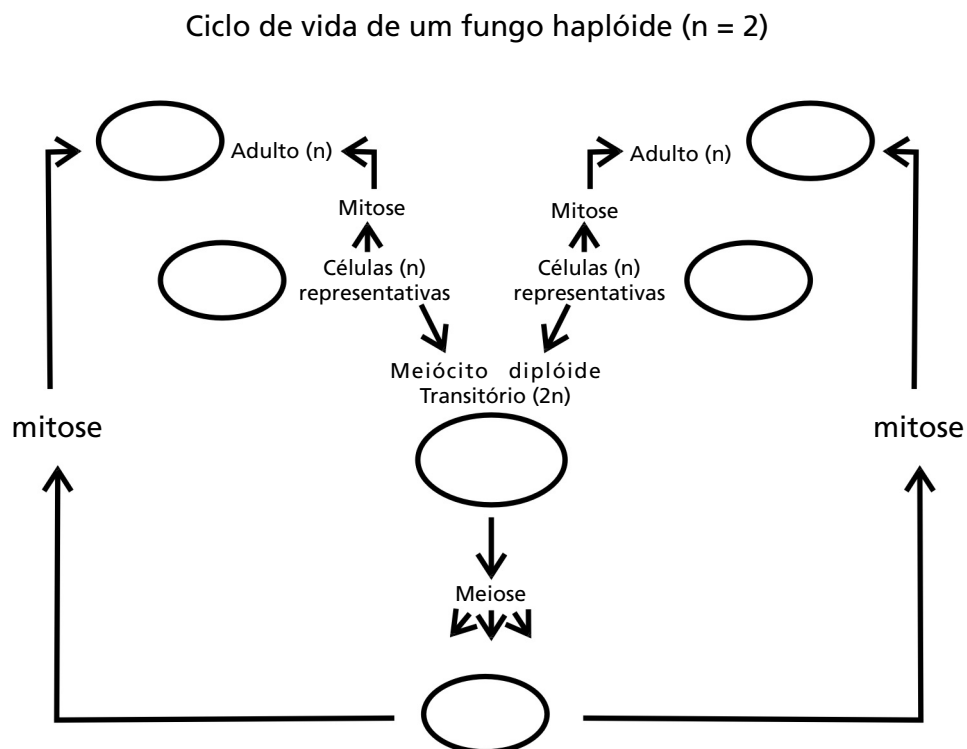 Ciclo de vida de um fungo haplóide (n = 2)
Adulto (n)
Adulto (n)
Mitose
Mitose
Células (n)
representativas
Células (n)
representativas
Meiócito diplóide
Transitório (2n)
mitose
mitose
Meiose